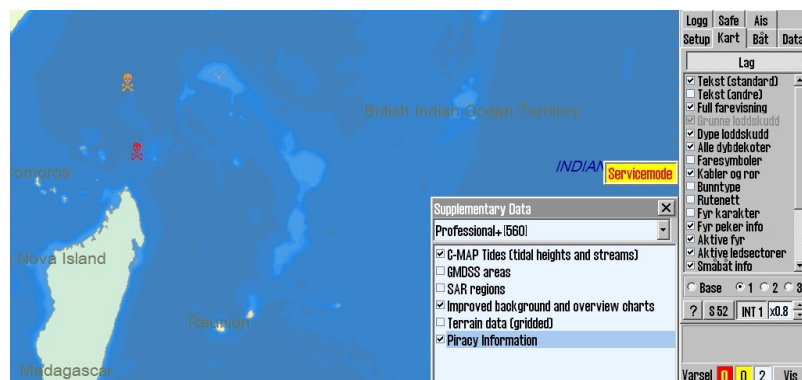 British Indian Ocean Territory
INDIAN
Servicemode
omoros
Nova Island
Reunion
Madagascar
Supplementary Data
Professional+ [560]
C-MAP Tides (tidal heights and streams)
GMDSS areas
SAR regions
Improved background and overview charts
Terrain data (gridded)
Piracy Information
Logg Safe Ais
Setup Kart Båt Data
Lag
Tekst (standard)
Tekst (andre)
Full farevisning
Grunne loddskudd
Dype loddskudd
Alle dybdekoter
Faresymboler
Kabler og rør
Bunntype
Rutenett
Fyr karakter
Fyr peker info
Aktive fyr
Aktive ledsektorer
Småbåt info
Base 1 2 3
? S 52 INT 1 x0.8
Varsel 0 0 2 Vis